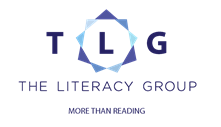 TLG
THE LITERACY GROUP
MORE THAN READING